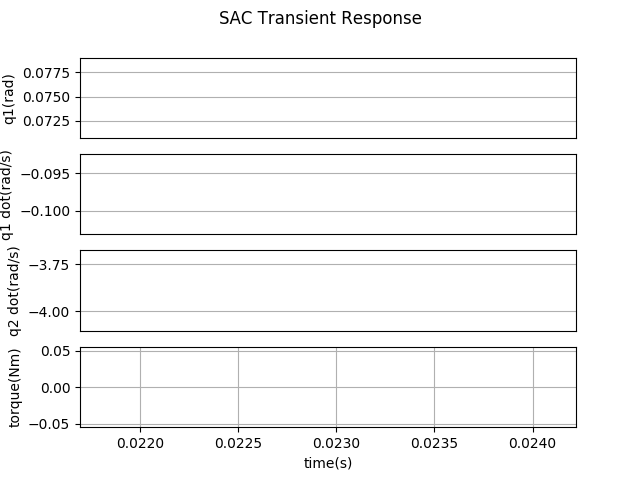 SAC Transient Response
q1(rad)
0.0775
0.0750
0.0725
q1 dot(rad/s)
−0.095
−0.100
q2 dot(rad/s)
−3.75
−4.00
torque(Nm)
0.05
0.00
−0.05
0.0220 0.0225 0.0230 0.0235 0.0240
time(s)